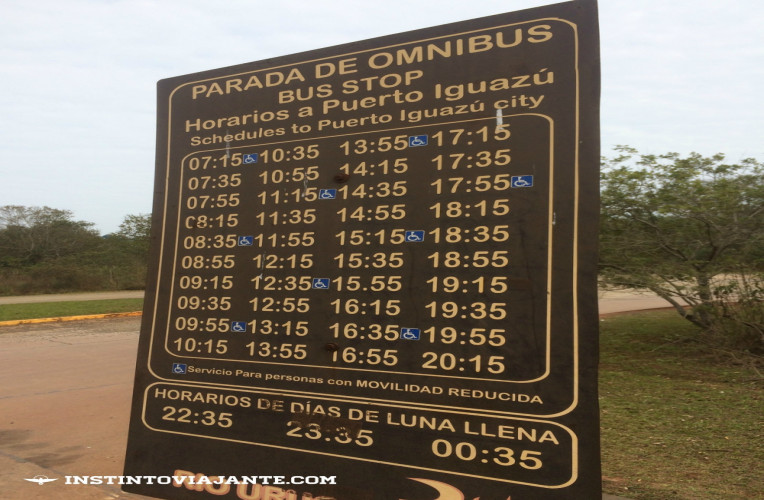 PARADA DE OMNIBUS
BUS STOP
Horarios a Puerto Iguazú
Schedules to Puerto Iguazú city
07:15 10:35 13:55 17:15
07:35 10:55 14:15 17:35
07:55 11:15 14:35 17:55
08:15 11:35 14:55 18:15
08:35 11:55 15:15 18:35
08:55 12:15 15:35 18:55
09:15 12:35 15.55 19:15
09:35 12:55 16:15 19:35
09:55 13:15 16:35 19:55
10:15 13:55 16:55 20:15
Servicio Para personas con MOVILIDAD REDUCIDA
HORARIOS DE DÍAS DE LUNA LLENA
22:35 23:35 00:35
RIO
INSTINTOVIAJANTE.COM